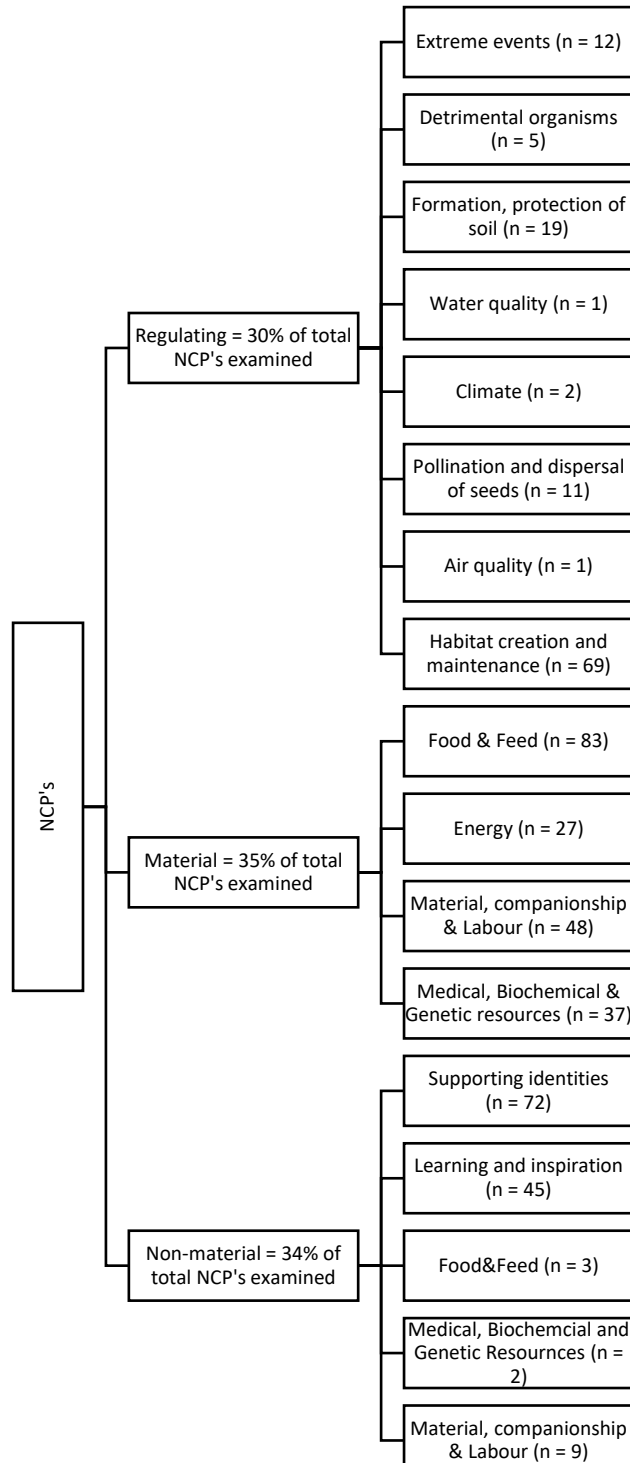 NCP's
Regulating = 30% of total
NCP's examined
Extreme events (n = 12)
Detrimental organisms
(n = 5)
Formation, protection of
soil (n = 19)
Water quality (n = 1)
Climate (n = 2)
Pollination and dispersal
of seeds (n = 11)
Air quality (n = 1)
Habitat creation and
maintenance (n = 69)
Material = 35% of total
NCP's examined
Food & Feed (n = 83)
Energy (n = 27)
Material, companionship
& Labour (n = 48)
Medical, Biochemical &
Genetic resources (n = 37)
Non-material = 34% of
total NCP's examined
Supporting identities
(n = 72)
Learning and inspiration
(n = 45)
Food&Feed (n = 3)
Medical, Biochemcial and
Genetic Resournces (n =
2)
Material, companionship
& Labour (n = 9)